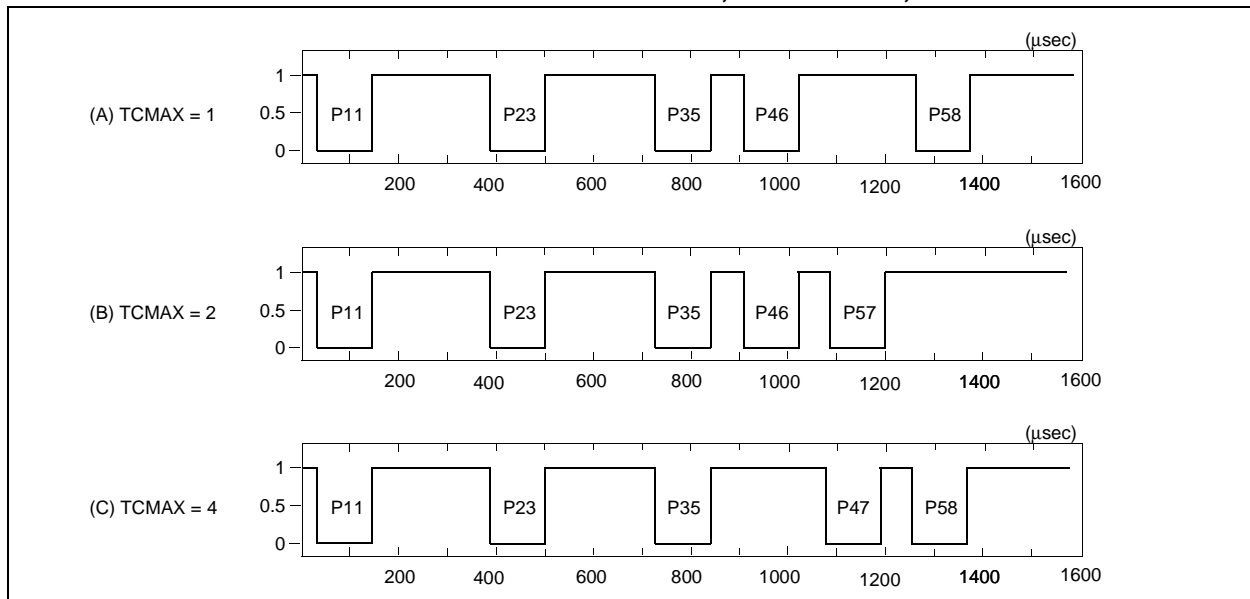 (µsec)
1
(A) TCMAX = 1
0.5
0
P11
P23
P35
P46
P58
200
400
600
800
1000
1200
1400
1600
(µsec)
1
(B) TCMAX = 2
0.5
0
P11
P23
P35
P46
P57
200
400
600
800
1000
1200
1400
1600
(µsec)
1
(C) TCMAX = 4
0.5
0
P11
P23
P35
P47
P58
200
400
600
800
1000
1200
1400
1600